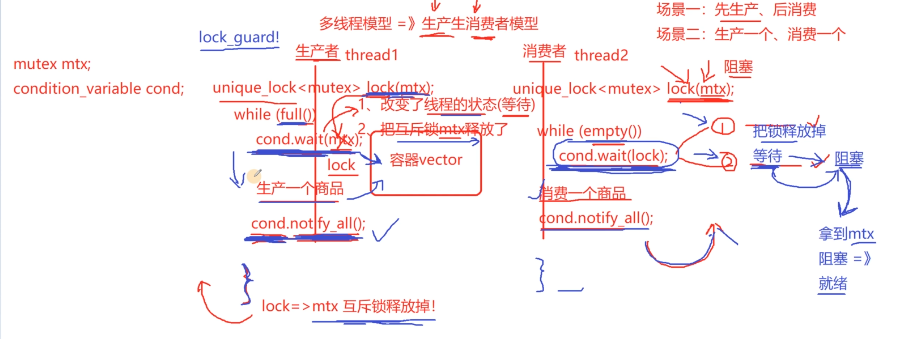 多线程模型 =》生产生消费者模型
场景一：先生产、后消费
场景二：生产一个、消费一个
lock_guard!
mutex mtx;
condition_variable cond;
生产者 thread1
unique_lock<mutex> lock(mtx);
while (full())
cond.wait(mtx);
lock
生产一个商品
cond.notify_all();
}
lock=>mtx 互斥锁释放掉！
1、改变了线程的状态(等待)
2、把互斥锁mtx释放了
容器vector
消费者 thread2
unique_lock<mutex> lock(mtx);
阻塞
while (empty())
cond.wait(lock);
消费一个商品
cond.notify_all();
}
① 把锁释放掉
② 等待 阻塞
拿到mtx
阻塞 =》
就绪